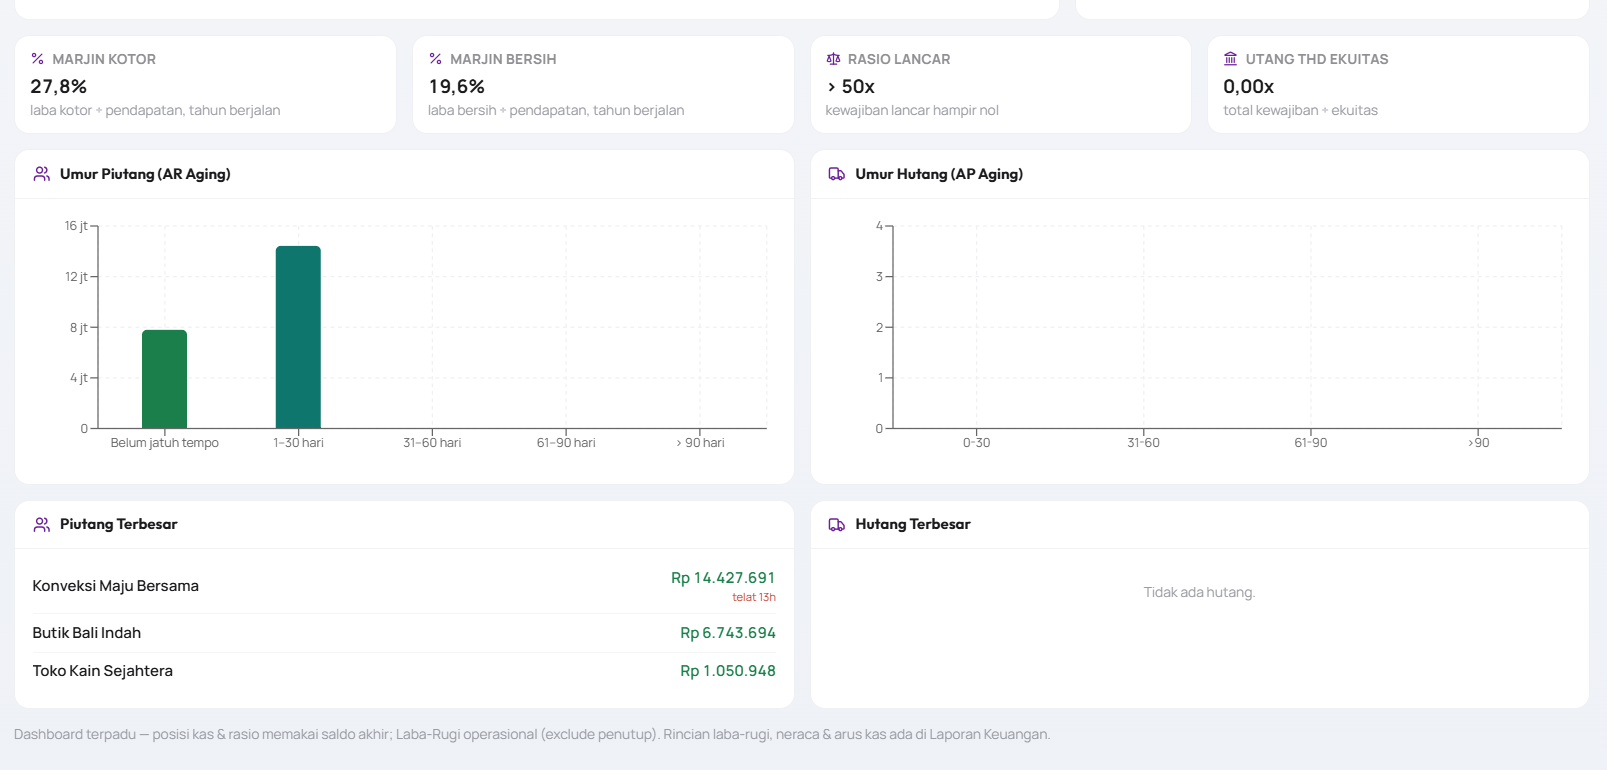 MARJIN KOTOR
27,8%
laba kotor ÷ pendapatan, tahun berjalan
MARJIN BERSIH
19,6%
laba bersih ÷ pendapatan, tahun berjalan
RASIO LANCAR
> 50x
kewajiban lancar hampir nol
UTANG THD EKUITAS
0,00x
total kewajiban ÷ ekuitas
Umur Piutang (AR Aging)
16 jt
12 jt
8 jt
4 jt
0
Belum jatuh tempo 1–30 hari 31–60 hari 61–90 hari > 90 hari
Umur Hutang (AP Aging)
4
3
2
1
0
0-30 31-60 61-90 >90
Piutang Terbesar
Konveksi Maju Bersama Rp 14.427.691
telat 13h
Butik Bali Indah Rp 6.743.694
Toko Kain Sejahtera Rp 1.050.948
Hutang Terbesar
Tidak ada hutang.
Dashboard terpadu — posisi kas & rasio memakai saldo akhir; Laba-Rugi operasional (exclude penutup). Rincian laba-rugi, neraca & arus kas ada di Laporan Keuangan.